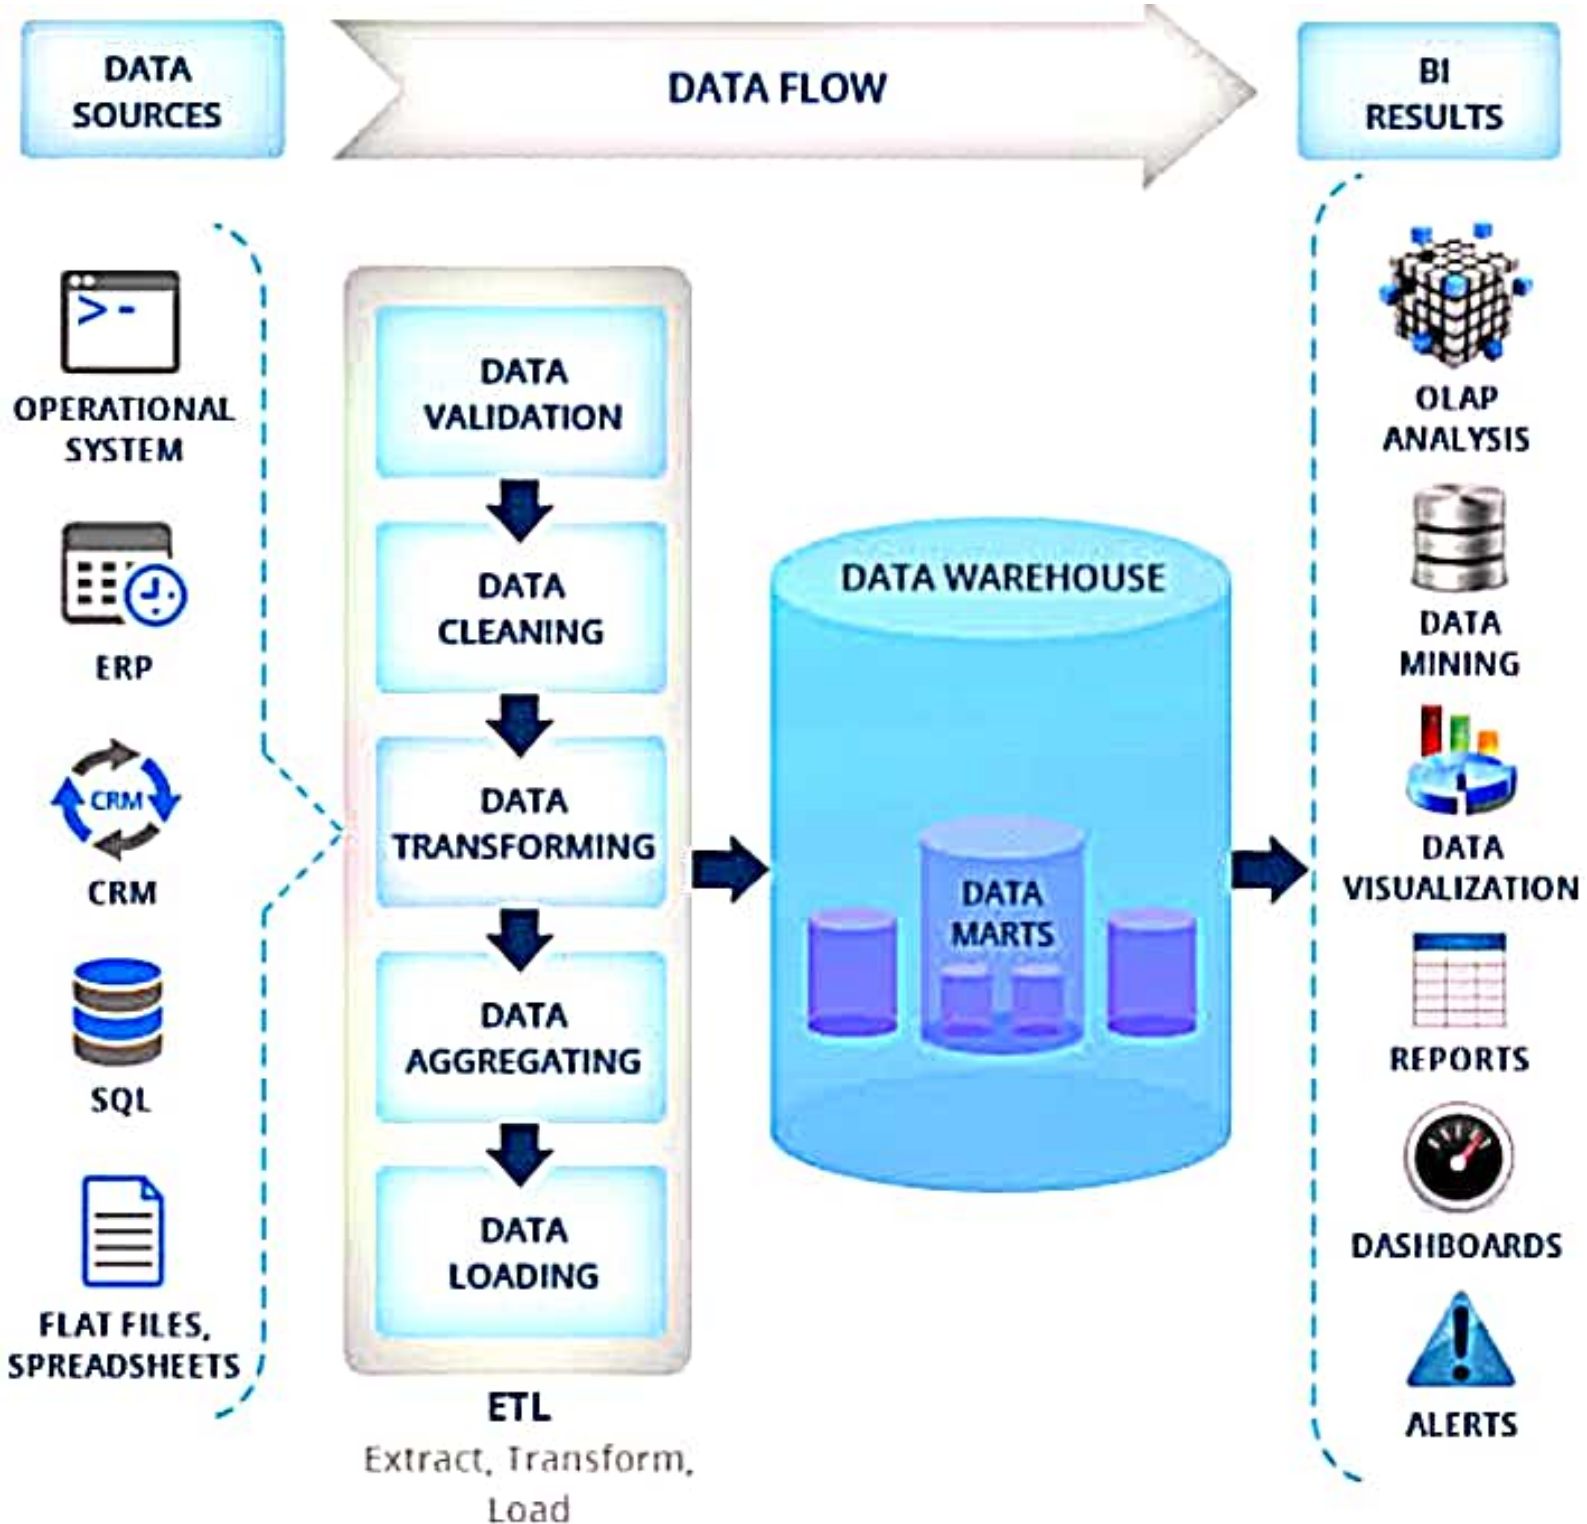 DATA
SOURCES
DATA FLOW
BI
RESULTS
>-
OPERATIONAL
SYSTEM
ERP
CRM
CRM
SQL
FLAT FILES,
SPREADSHEETS
DATA
VALIDATION
DATA
CLEANING
DATA
TRANSFORMING
DATA
AGGREGATING
DATA
LOADING
ETL
Extract, Transform,
Load
DATA WAREHOUSE
DATA
MARTS
OLAP
ANALYSIS
DATA
MINING
DATA
VISUALIZATION
REPORTS
DASHBOARDS
ALERTS